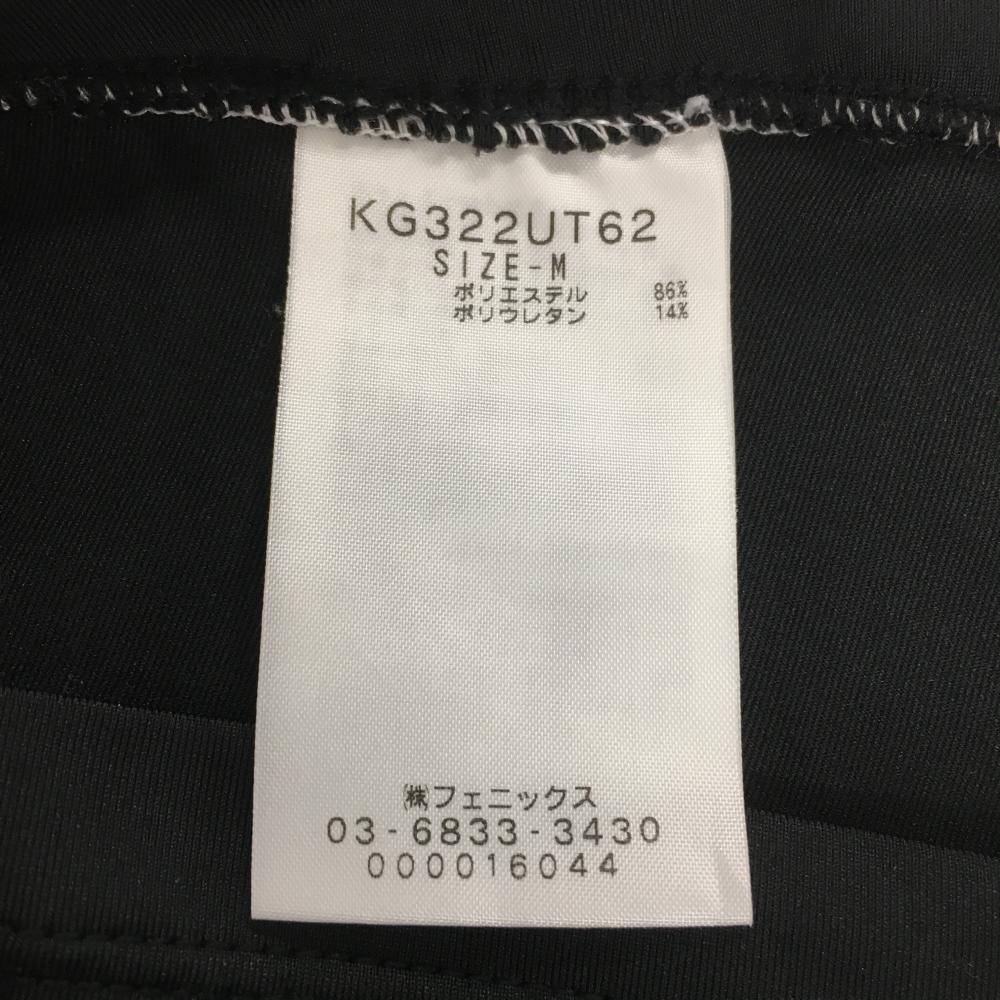 KG322UT62
SIZE-M
ポリエステル 86%
ポリウレタン 14%
㈱フェニックス
03-6833-3430
000016044